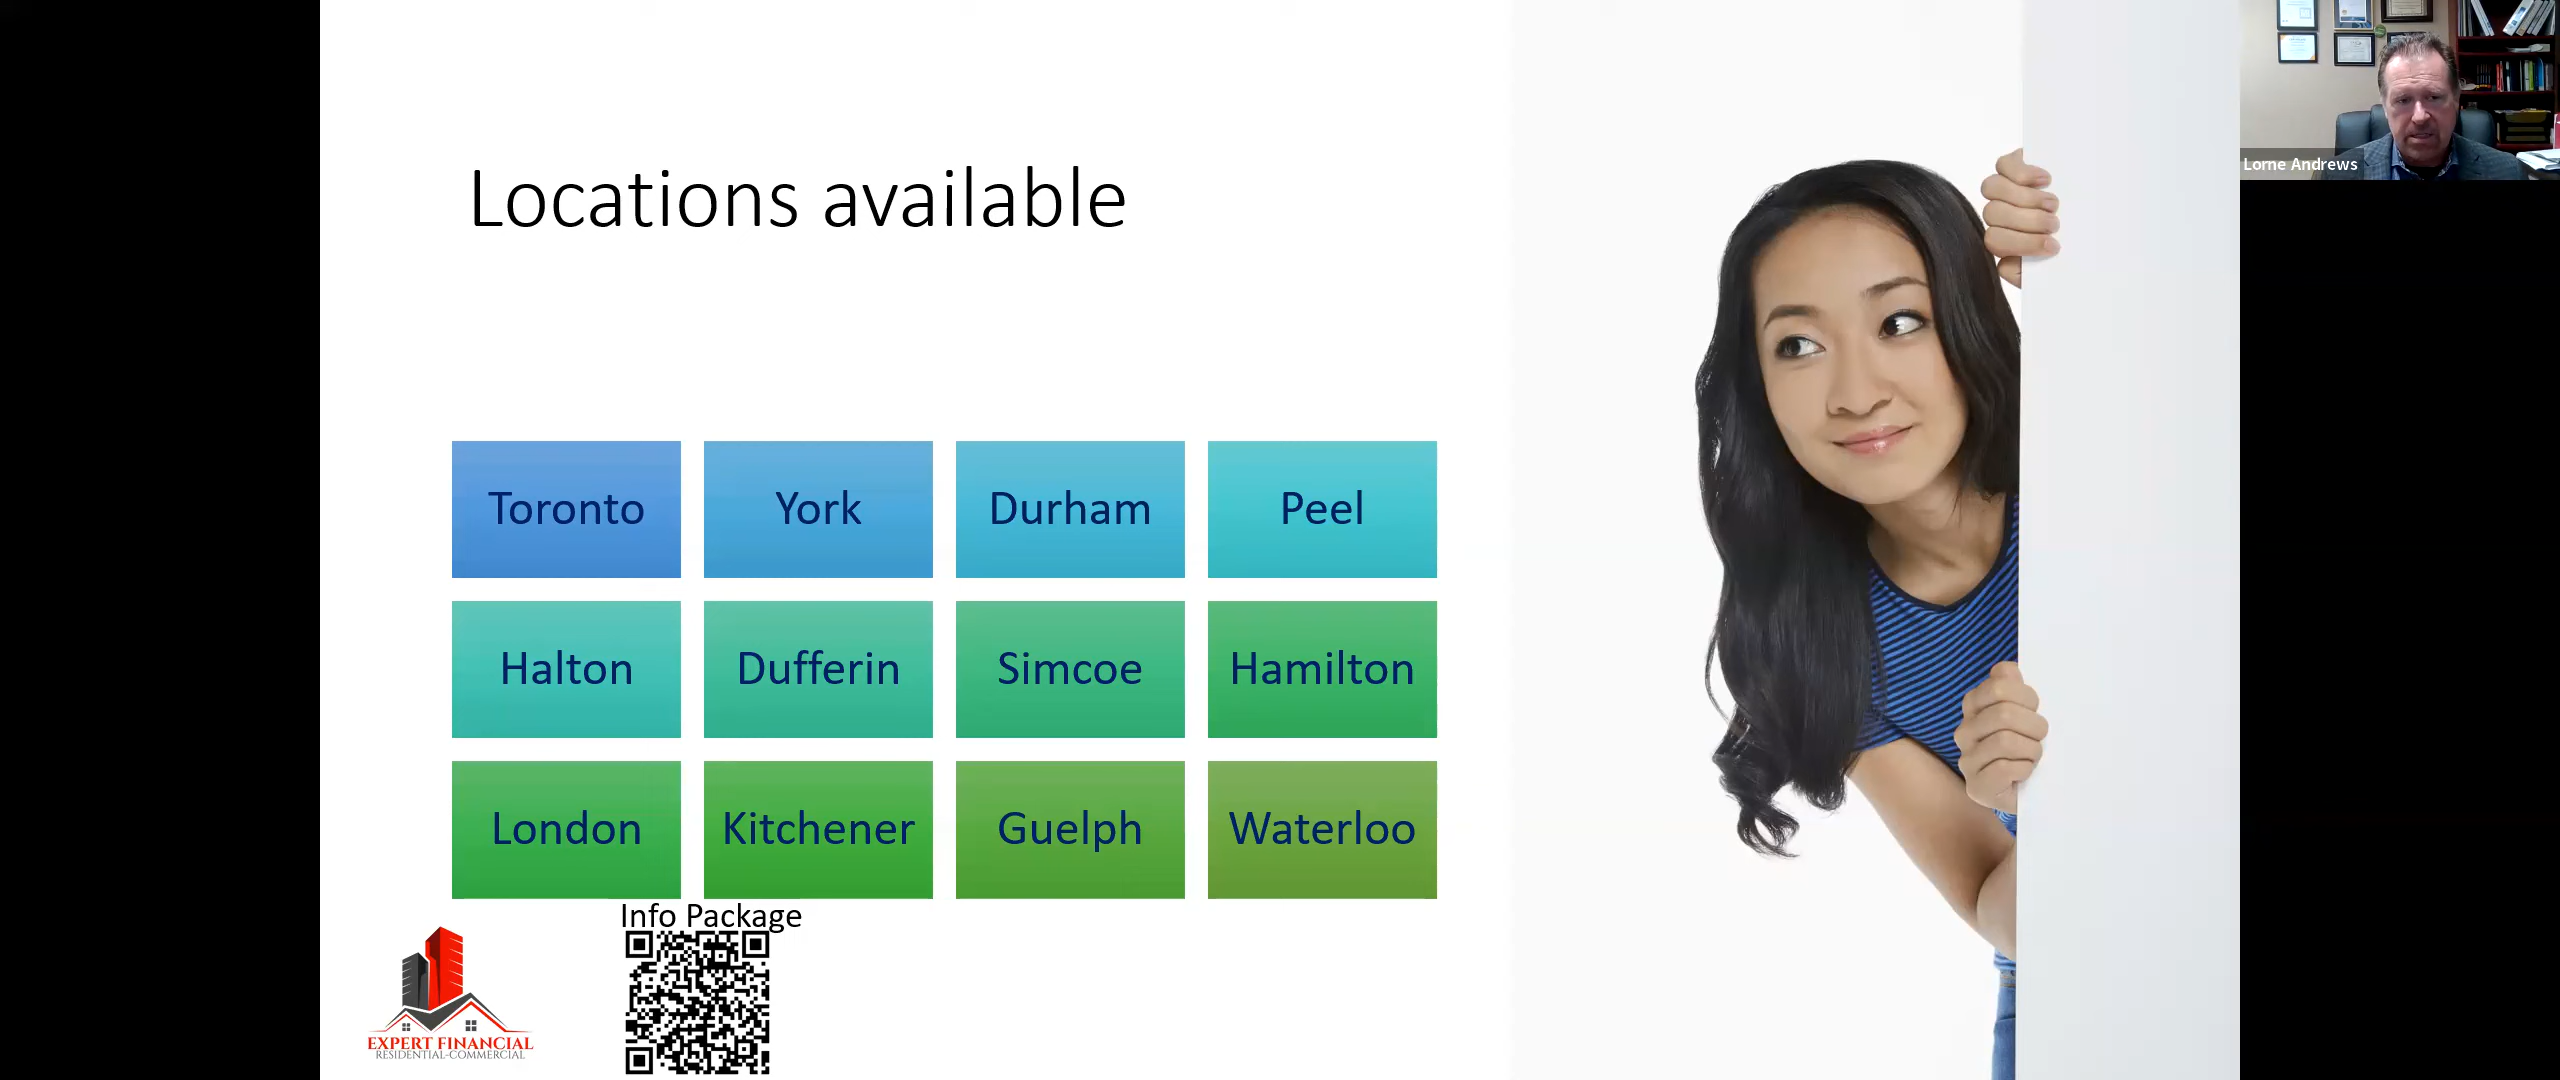 Locations available
Lorne Andrews
Toronto
York
Durham
Peel
Halton
Dufferin
Simcoe
Hamilton
London
Kitchener
Guelph
Waterloo
Info Package
EXPERT FINANCIAL
RESIDENTIAL-COMMERCIAL